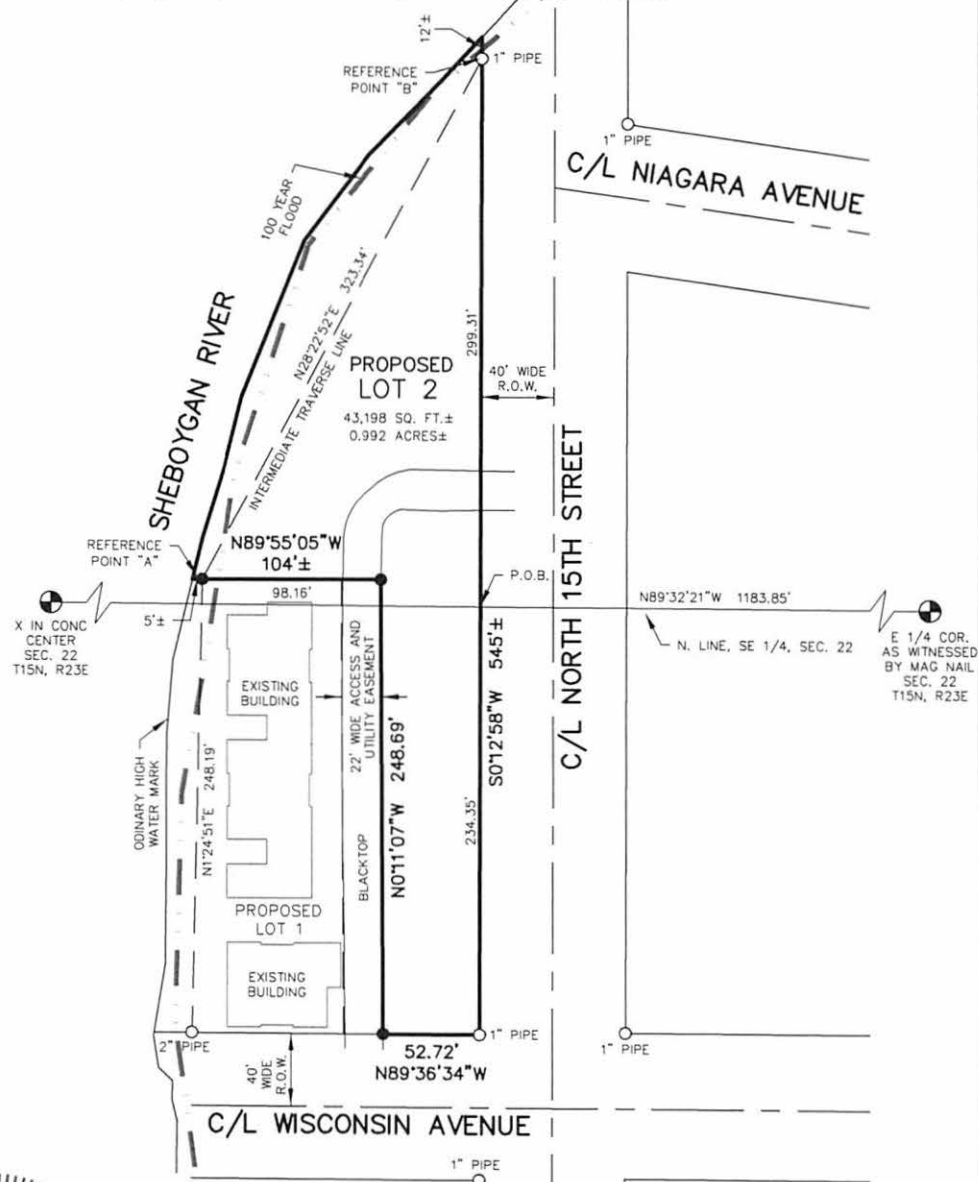 12'±
1" PIPE
REFERENCE
POINT "B"
1" PIPE
C/L NIAGARA AVENUE
100 YEAR
FLOOD
SHEBOYGAN RIVER
N28°22'52"E 323.34'
INTERMEDIATE TRAVERSE LINE
PROPOSED
LOT 2
43,198 SQ. FT.±
0.992 ACRES±
299.31'
40' WIDE
R.O.W.
C/L NORTH 15TH STREET
REFERENCE
POINT "A"
N89°55'05"W
104'±
98.16'
5'±
P.O.B.
N89°32'21"W 1183.85'
N. LINE, SE 1/4, SEC. 22
X IN CONC
CENTER
SEC. 22
T15N, R23E
E 1/4 COR.
AS WITNESSED
BY MAG NAIL
SEC. 22
T15N, R23E
EXISTING
BUILDING
22' WIDE ACCESS AND
UTILITY EASEMENT
S0°12'58"W 545'±
ODINARY HIGH
WATER MARK
N1°24'51"E 248.19'
N0°11'07"W 248.69'
234.35'
BLACKTOP
PROPOSED
LOT 1
EXISTING
BUILDING
2" PIPE
1" PIPE
1" PIPE
40'
WIDE
R.O.W.
52.72'
N89°36'34"W
C/L WISCONSIN AVENUE
1" PIPE